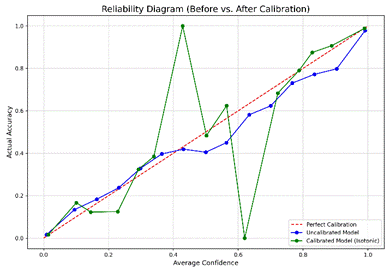 Reliability Diagram (Before vs. After Calibration)
1.0
0.8
0.6
0.4
0.2
0.0
Actual Accuracy
0.0 0.2 0.4 0.6 0.8 1.0
Average Confidence
Perfect Calibration
Uncalibrated Model
Calibrated Model (Isotonic)